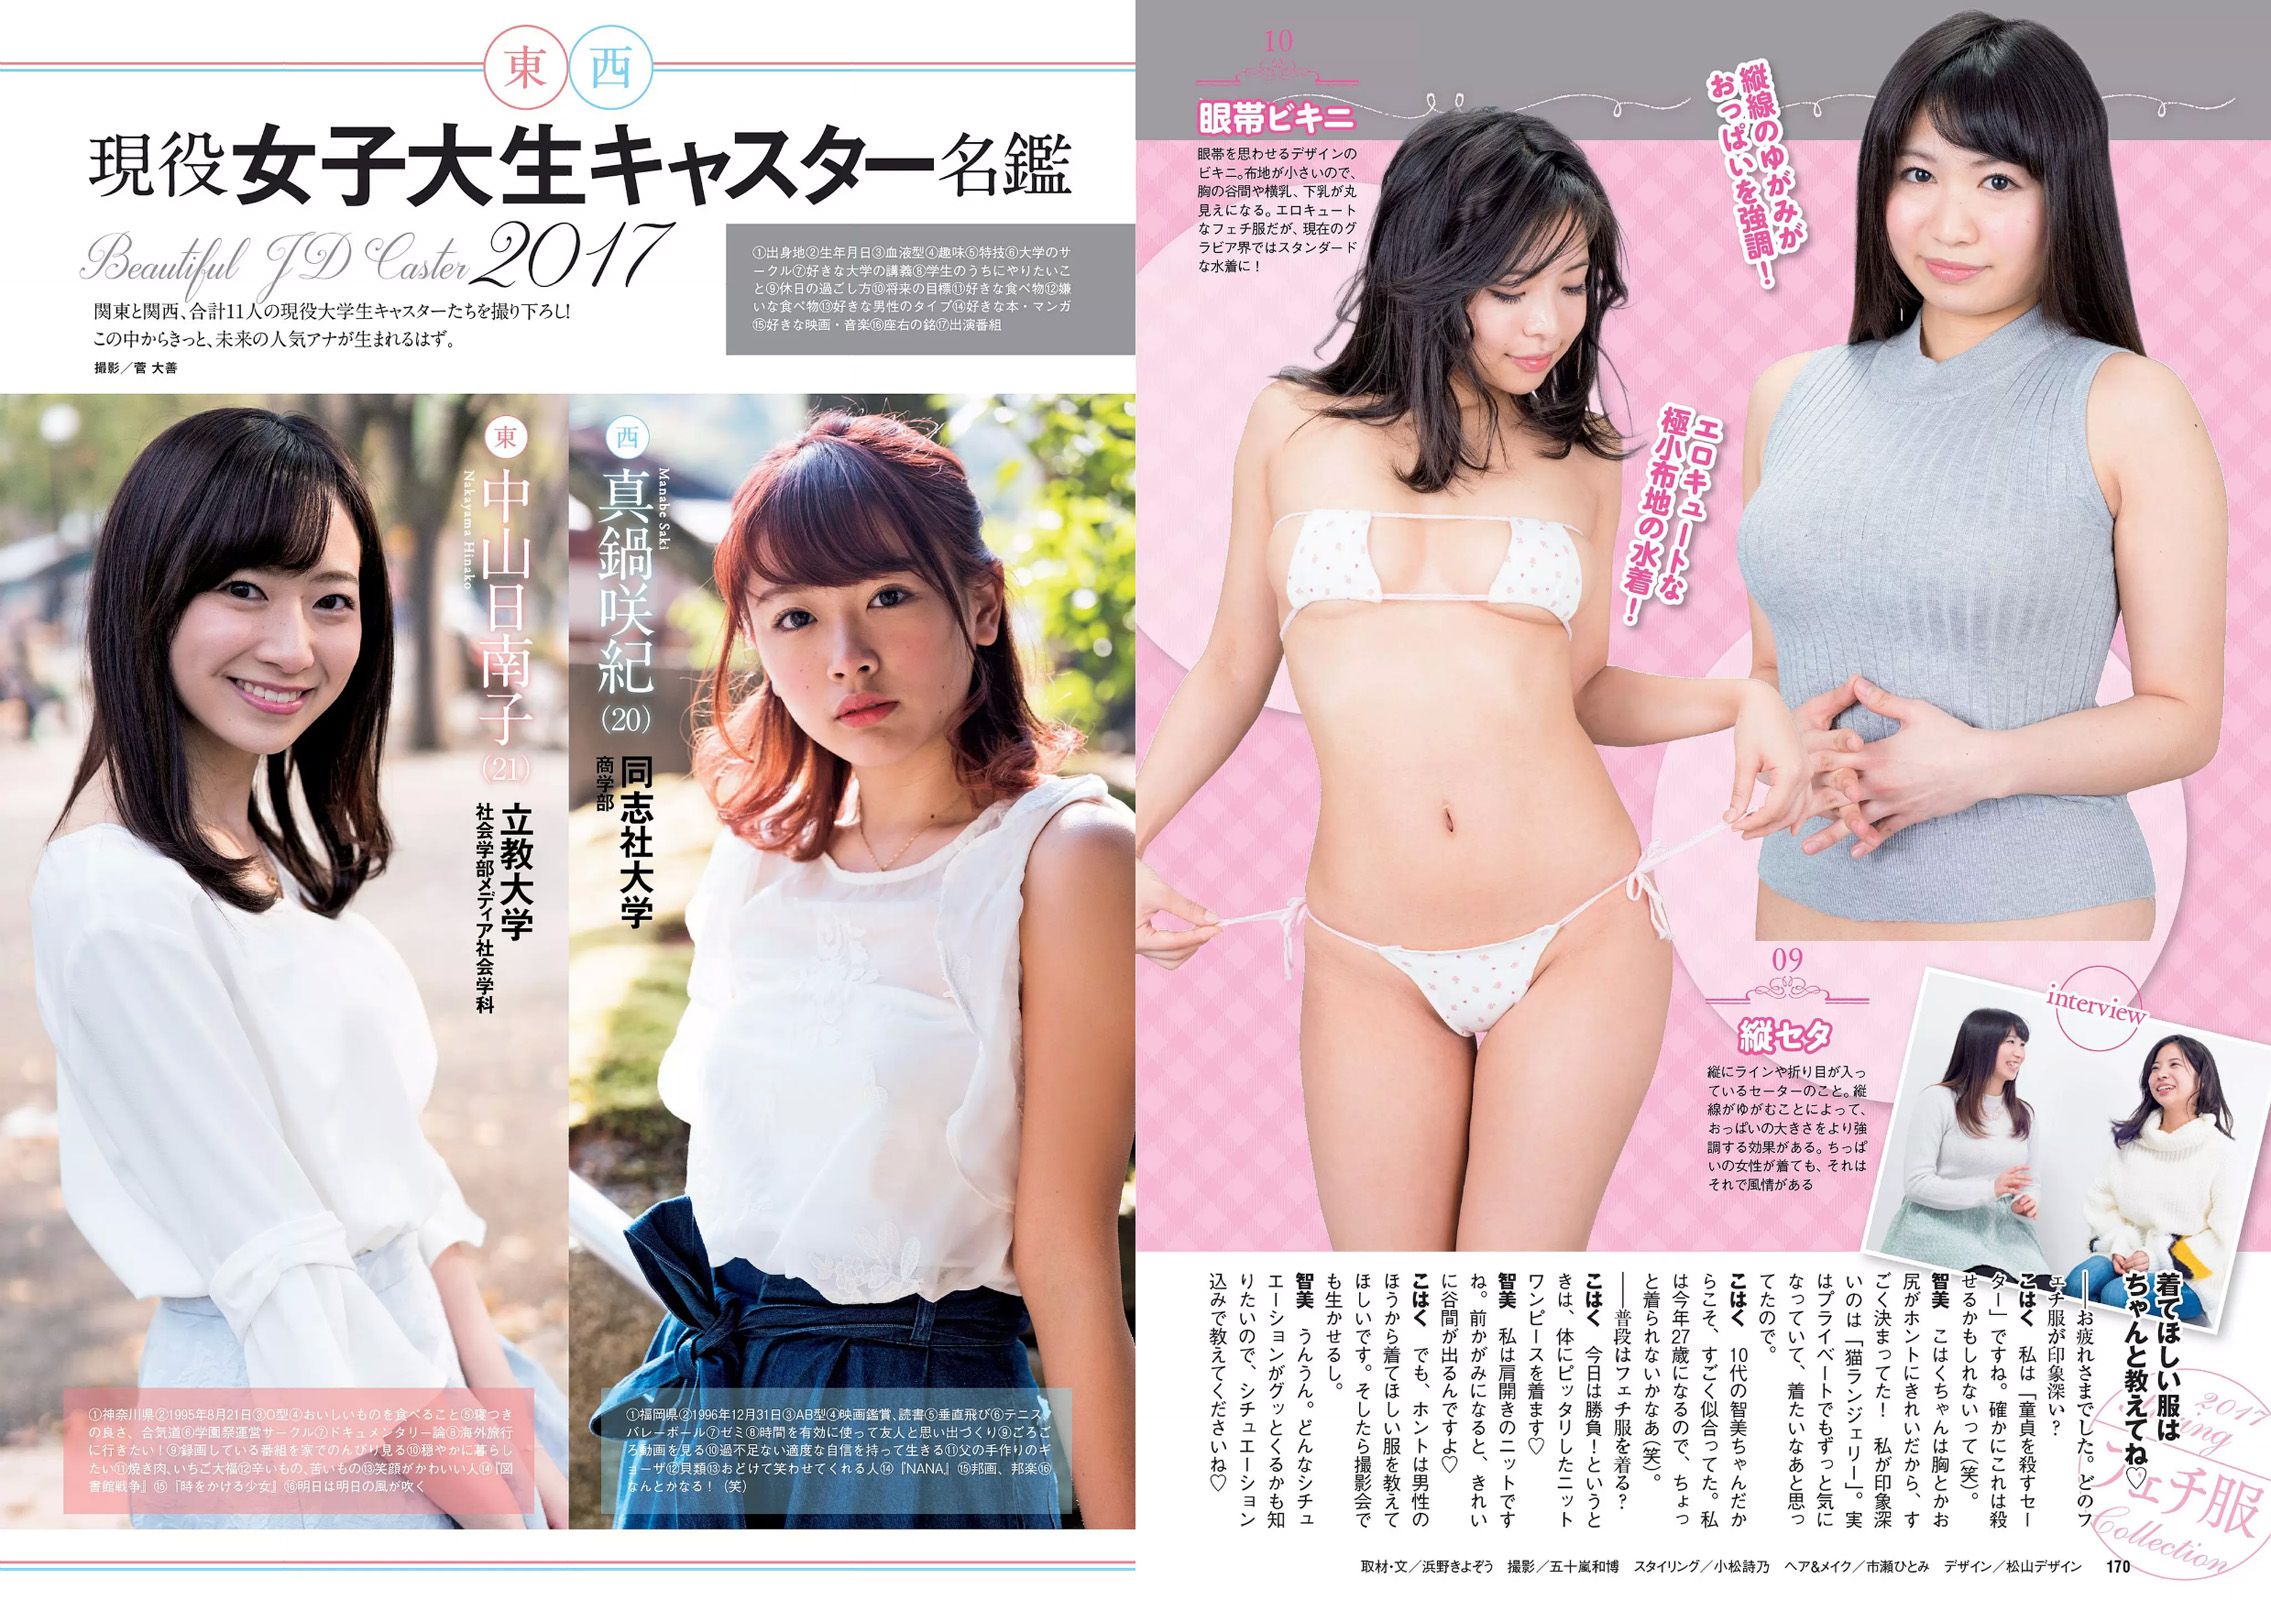 東 西
現役女子大生キャスター名鑑
Beautiful JD Caster 2017
関東と関西、合計11人の現役大学生キャスターたちを撮り下ろし!
この中からきっと、未来の人気アナが生まれるはず。
撮影/菅 大善
①出身地②生年月日③血液型④趣味⑤特技⑥大学のサ
ークル⑦好きな大学の講義⑧学生のうちにやりたいこ
と⑨休日の過ごし方⑩将来の目標⑪好きな食べ物⑫嫌
いな食べ物⑬好きな男性のタイプ⑭好きな本・マンガ
⑮好きな映画・音楽⑯座右の銘⑰出演番組
東
中山日南子(21)
Nakayama Hinako
立教大学
社会学部メディア社会学科
①神奈川県②1995年8月21日③O型④おいしいものを食べること⑤寝つき
の良さ、合気道⑥学園祭運営サークル⑦ドキュメンタリー論⑧海外旅行
に行きたい!⑨録画している番組を家でのんびり見る⑩穏やかに暮らし
たい⑪焼き肉、いちご大福⑫辛いもの、苦いもの⑬笑顔がかわいい人⑭『図
書館戦争』⑮『時をかける少女』⑯明日は明日の風が吹く
西
真鍋咲紀(20)
Manabe Saki
同志社大学
商学部
①福岡県②1996年12月31日③AB型④映画鑑賞、読書⑤垂直飛び⑥テニス、
バレーボール⑦ゼミ⑧時間を有効に使って友人と思い出づくり⑨ごろご
ろ動画を見る⑩過不足ない適度な自信を持って生きる⑪父の手作りのギ
ョーザ⑫貝類⑬おどけて笑わせてくれる人⑭『NANA』⑮邦画、邦楽⑯
なんとかなる!(笑)
10
眼帯ビキニ
眼帯を思わせるデザインの
ビキニ。布地が小さいので、
胸の谷間や横乳、下乳が丸
見えになる。エロキュート
なフェチ服だが、現在のグ
ラビア界ではスタンダード
な水着に!
縦線のゆがみが
おっぱいを強調!
エロキュートな
極小布地の水着!
09
縦セタ
縦にラインや折り目が入っ
ているセーターのこと。縦
線がゆがむことによって、
おっぱいの大きさをより強
調する効果がある。ちっぱ
いの女性が着ても、それは
それで風情がある
interview
着てほしい服は
ちゃんと教えてね♡
――お疲れさまでした。どのフ
ェチ服が印象深い?
こはく 私は「童貞を殺すセー
ター」ですね。確かにこれは殺
せるかもしれないって(笑)。
智美 こはくちゃんは胸とかお
尻がホントにきれいだから、す
ごく決まってた! 私が印象深
いのは「猫ランジェリー」。実
はプライベートでもずっと気に
なっていて、着たいなあと思っ
てたので。
こはく 10代の智美ちゃんだか
らこそ、すごく似合ってた。私
は今年27歳になるので、ちょっ
と着られないかなぁ(笑)。
――普段はフェチ服を着る?
こはく 今日は勝負!というと
きは、体にピッタリしたニット
ワンピースを着ます♡
智美 私は肩開きのニットです
ね。前かがみになると、きれい
に谷間が出るんですよ♡
こはく でも、ホントは男性の
ほうから着てほしい服を教えて
ほしいです。そしたら撮影会で
も生かせるし。
智美 うんうん。どんなシチュ
エーションがグッとくるかも知
りたいので、シチュエーション
込みで教えてくださいね♡
2017
Spring
フェチ服
Collection
取材・文/浜野きよぞう 撮影/五十嵐和博 スタイリング/小松詩乃 ヘア&メイク/市瀬ひとみ デザイン/松山デザイン 170